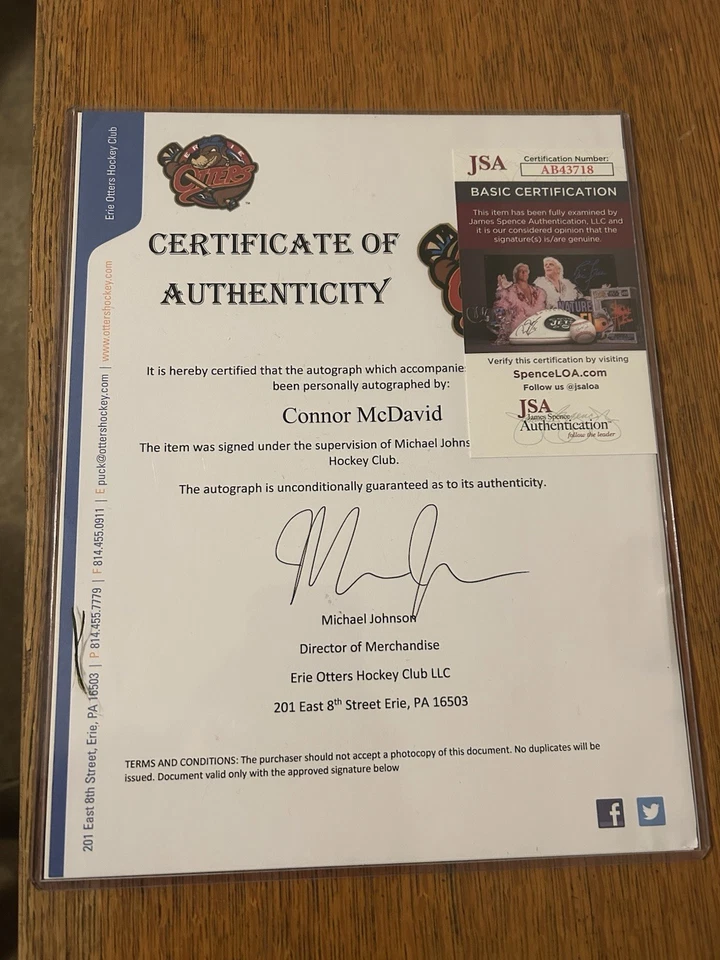 Erie Otters Hockey Club
ERIE
OTTERS
CERTIFICATE OF
AUTHENTICITY
It is hereby certified that the autograph which accompanie
been personally autographed by:
Connor McDavid
The item was signed under the supervision of Michael Johns
Hockey Club.
The autograph is unconditionally guaranteed as to its authenticity.
Michael Johnson
Director of Merchandise
Erie Otters Hockey Club LLC
201 East 8th Street Erie, PA 16503
TERMS AND CONDITIONS: The purchaser should not accept a photocopy of this document. No duplicates will be
issued. Document valid only with the approved signature below
201 East 8th Street, Erie, PA 16503 | P 814.455.7779 | F 814.455.0911 | E puck@ottershockey.com | www.ottershockey.com
JSA
Certification Number:
AB43718
BASIC CERTIFICATION
This item has been fully examined by
James Spence Authentication, LLC and
it is our considered opinion that the
signature(s) is/are genuine.
NATURE
JETS
Verify this certification by visiting
SpenceLOA.com
Follow us @jsaloa
JSA
James Spence
Authentication
follow the leader